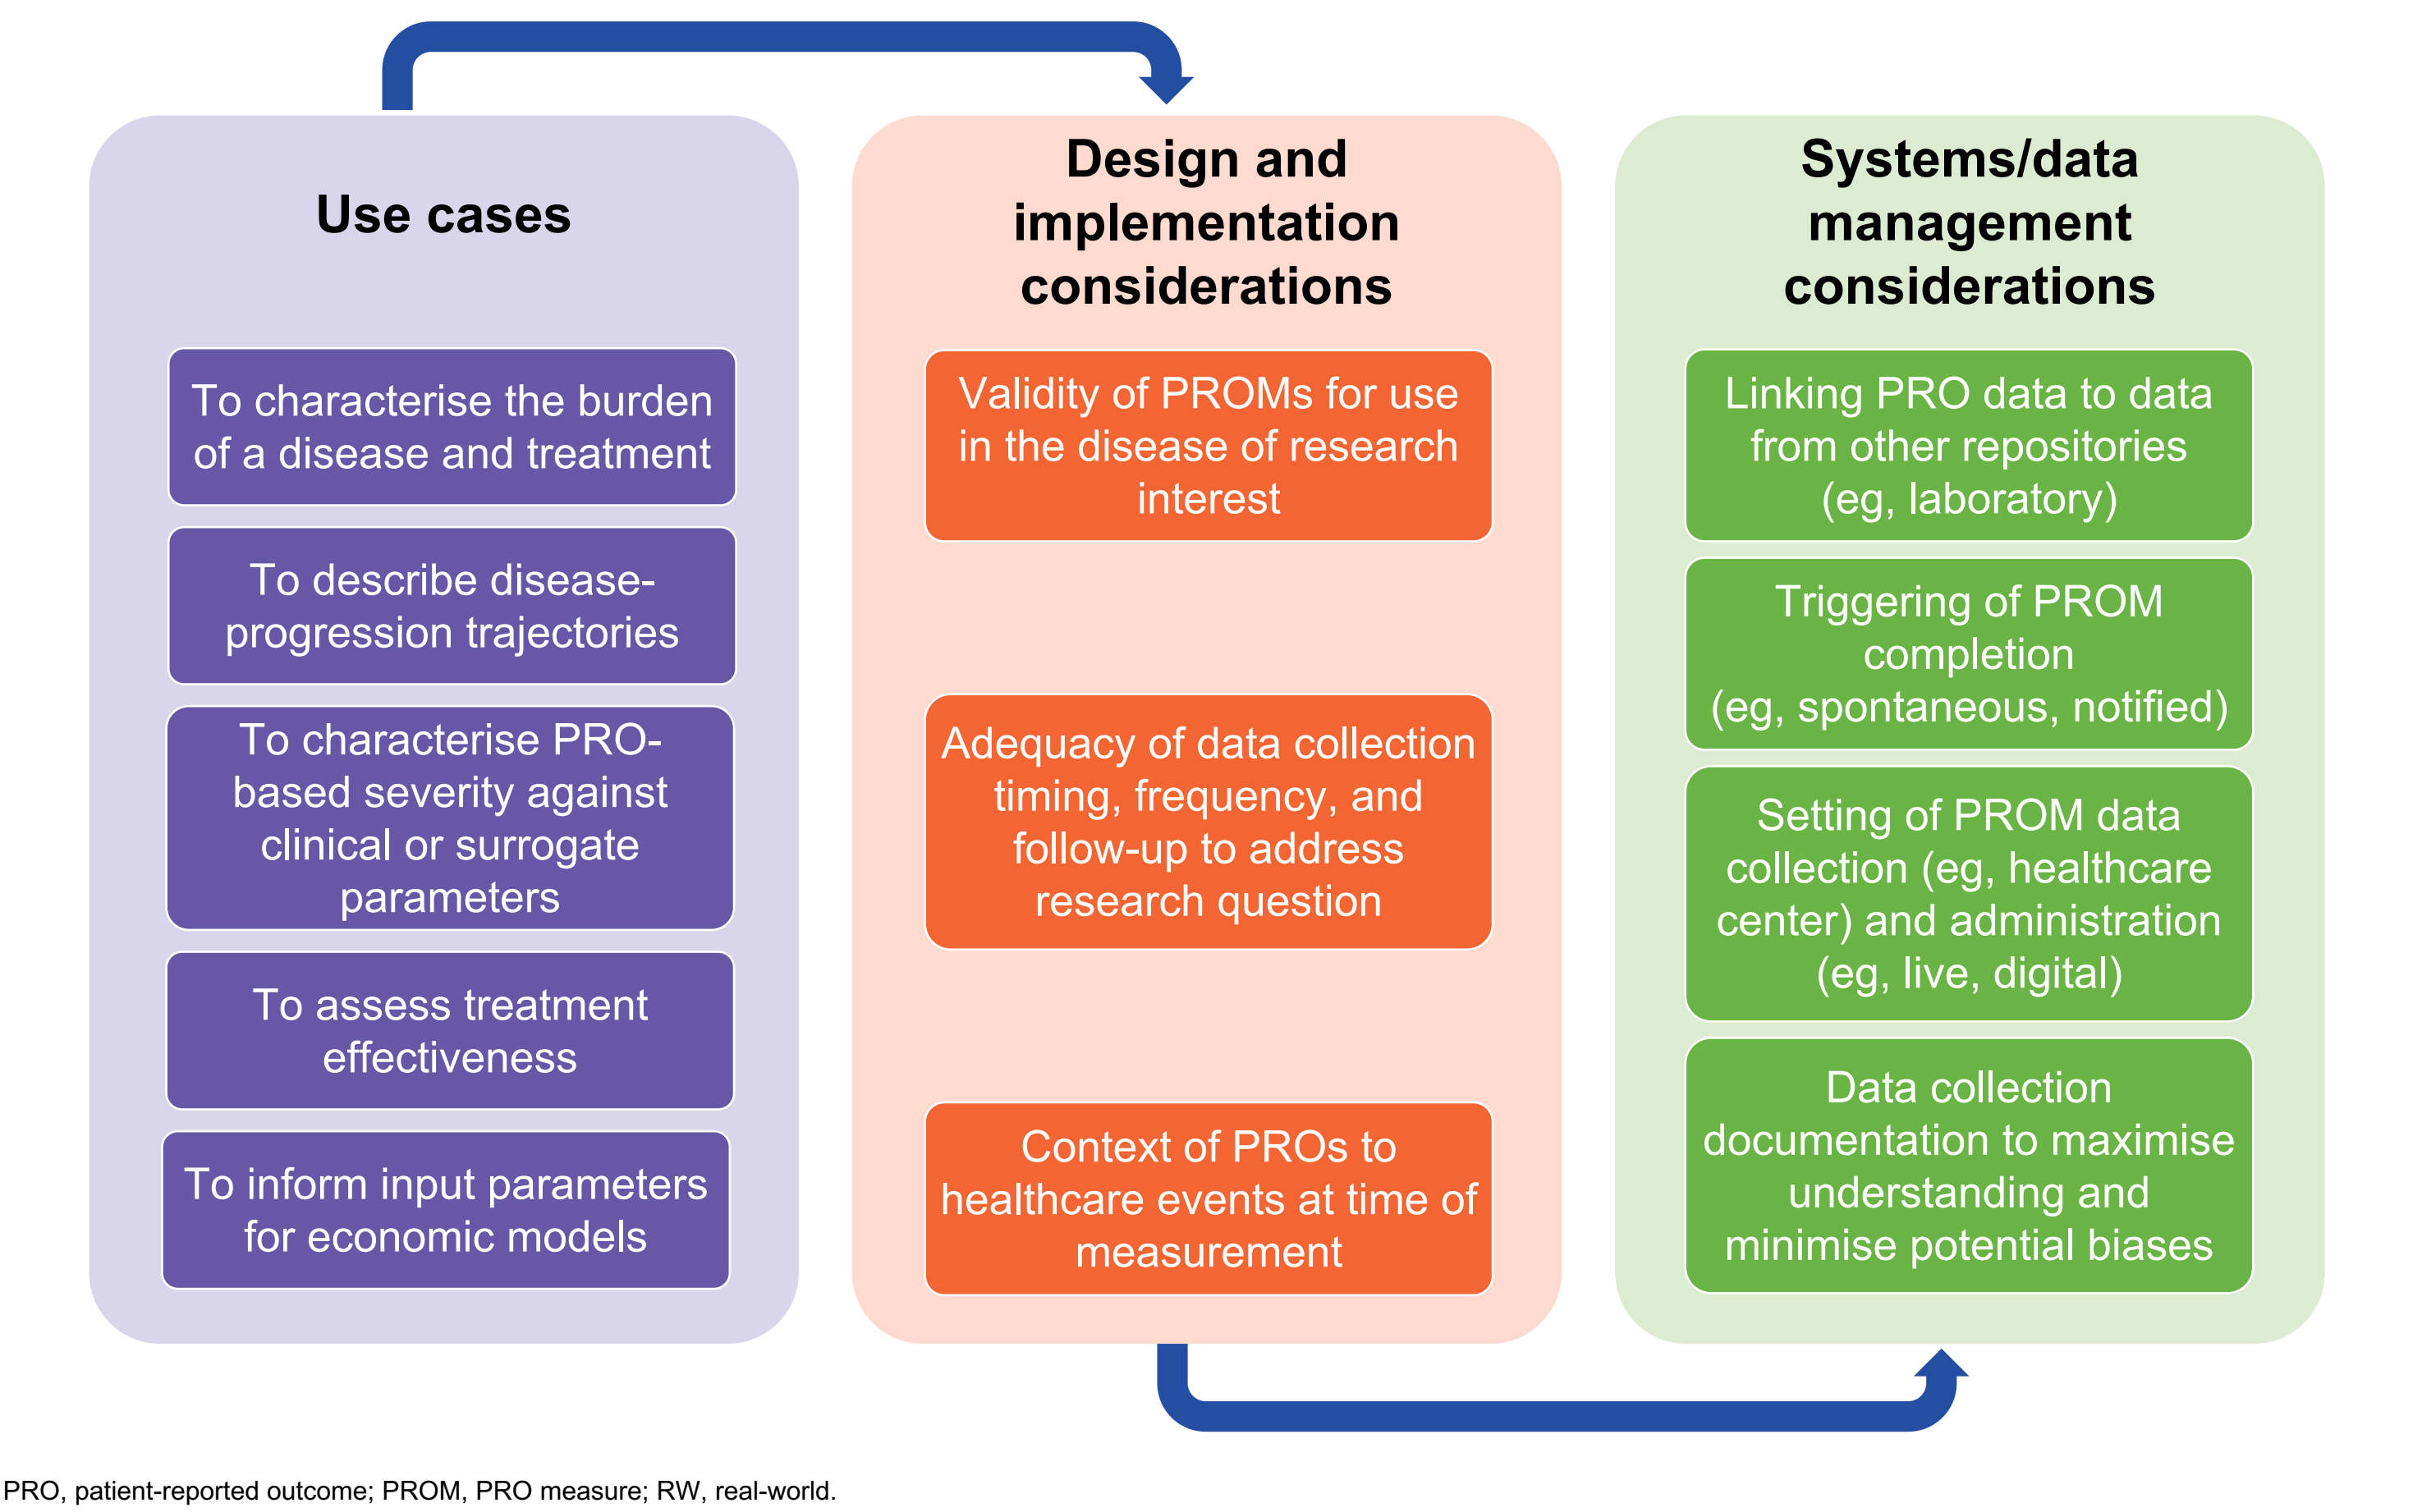 Use cases
To characterise the burden
of a disease and treatment
To describe disease-
progression trajectories
To characterise PRO-
based severity against
clinical or surrogate
parameters
To assess treatment
effectiveness
To inform input parameters
for economic models
Design and
implementation
considerations
Validity of PROMs for use
in the disease of research
interest
Adequacy of data collection
timing, frequency, and
follow-up to address
research question
Context of PROs to
healthcare events at time of
measurement
Systems/data
management
considerations
Linking PRO data to data
from other repositories
(eg, laboratory)
Triggering of PROM
completion
(eg, spontaneous, notified)
Setting of PROM data
collection (eg, healthcare
center) and administration
(eg, live, digital)
Data collection
documentation to maximise
understanding and
minimise potential biases
PRO, patient-reported outcome; PROM, PRO measure; RW, real-world.